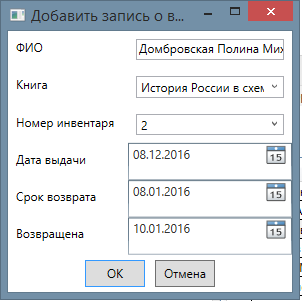 Добавить запись о в...
ФИО Домбровская Полина Мих
Книга История России в схем
Номер инвентаря 2
Дата выдачи 08.12.2016 15
Срок возврата 08.01.2016 15
Возвращена 10.01.2016 15
OK Отмена